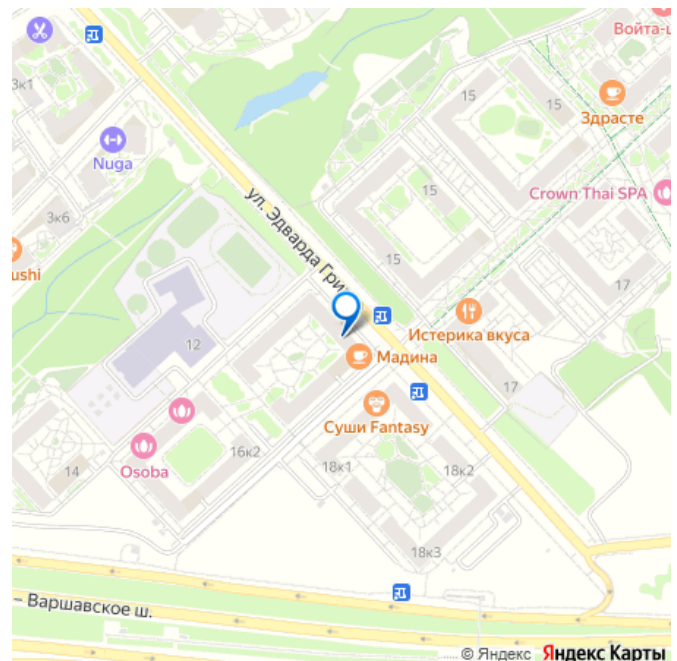 Войта-ц
3к1
15
15
Здрасте
Nuga
15
Crown Thai SPA
3к6
ushi
ул. Эдварда Гри
15
17
12
Истерика вкуса
Мадина
17
Суши Fantasy
16к2
Osoba
14
18к1
18к2
18к3
Варшавское ш.
© Яндекс Яндекс Карты